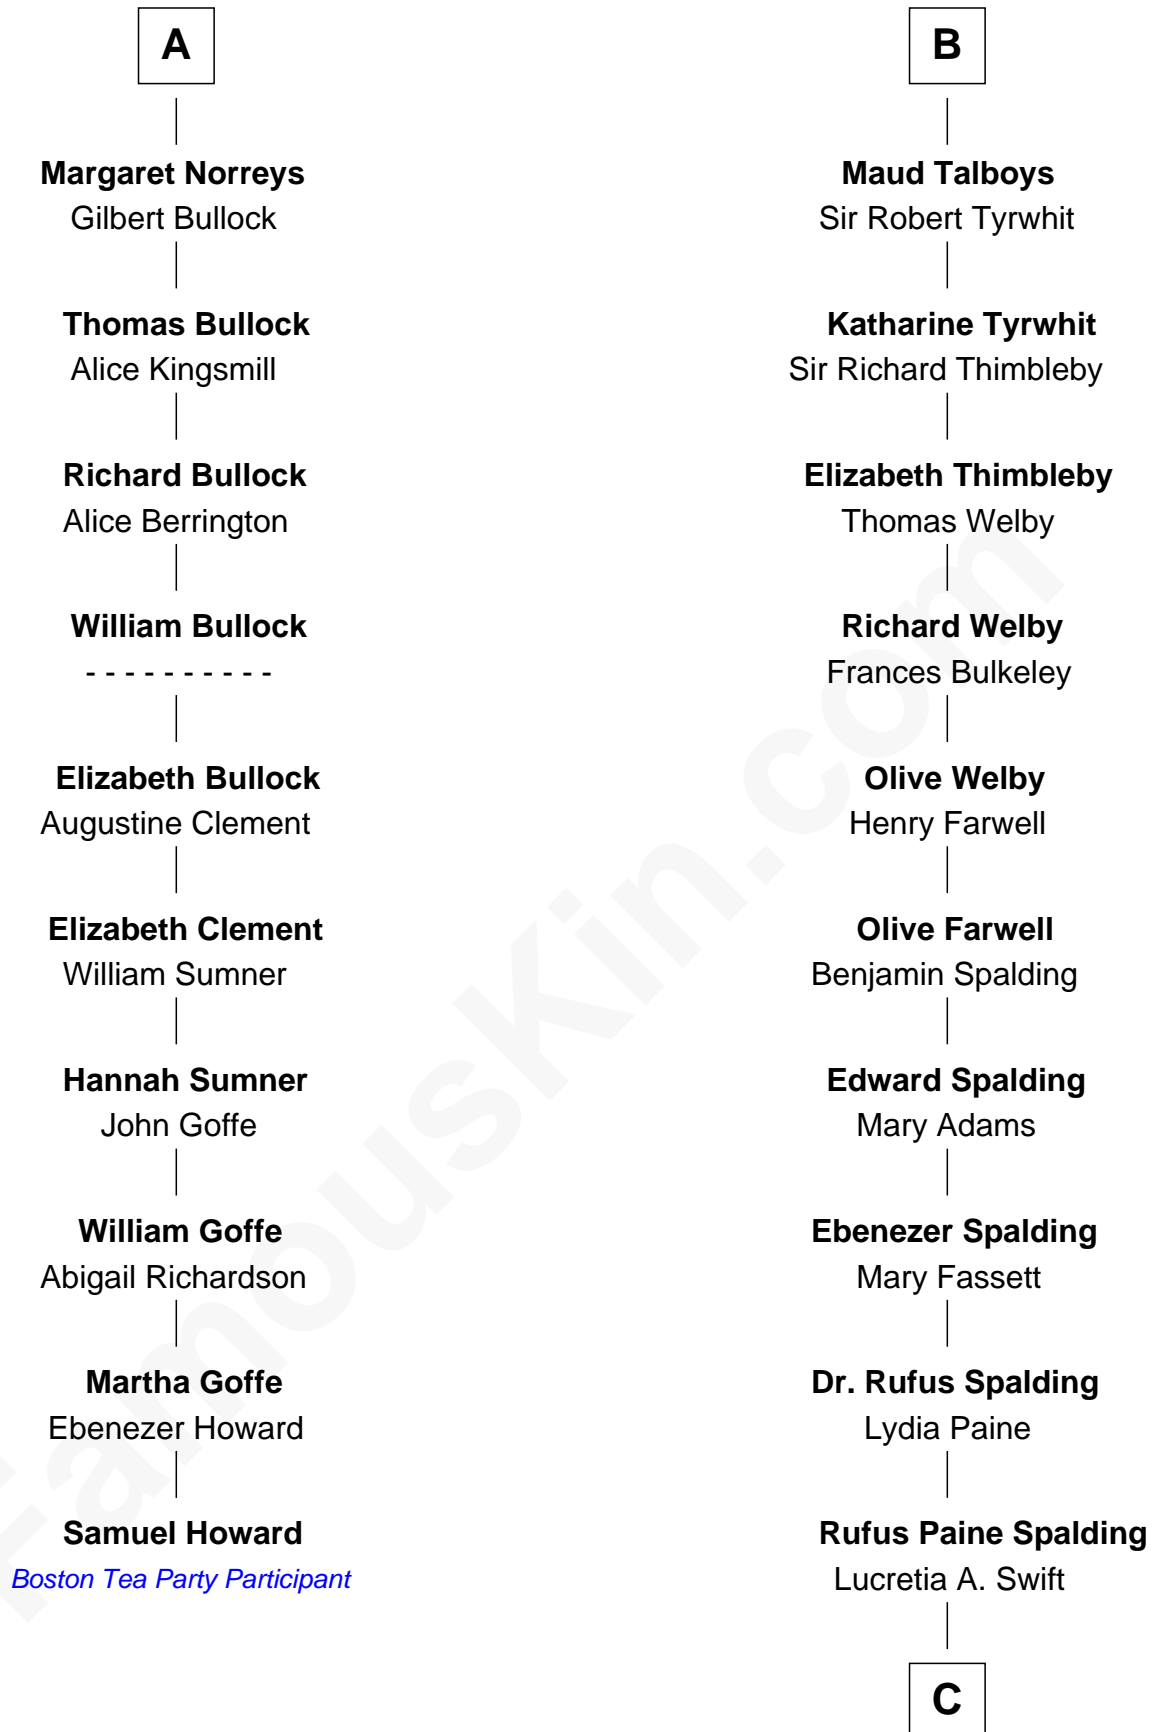 A
Margaret Norreys
Gilbert Bullock
Thomas Bullock
Alice Kingsmill
Richard Bullock
Alice Berrington
William Bullock
- - - - - - - - - -
Elizabeth Bullock
Augustine Clement
Elizabeth Clement
William Sumner
Hannah Sumner
John Goffe
William Goffe
Abigail Richardson
Martha Goffe
Ebenezer Howard
Samuel Howard
Boston Tea Party Participant
B
Maud Talboys
Sir Robert Tyrwhit
Katharine Tyrwhit
Sir Richard Thimbleby
Elizabeth Thimbleby
Thomas Welby
Richard Welby
Frances Bulkeley
Olive Welby
Henry Farwell
Olive Farwell
Benjamin Spalding
Edward Spalding
Mary Adams
Ebenezer Spalding
Mary Fassett
Dr. Rufus Spalding
Lydia Paine
Rufus Paine Spalding
Lucretia A. Swift
C
FamousKin.com